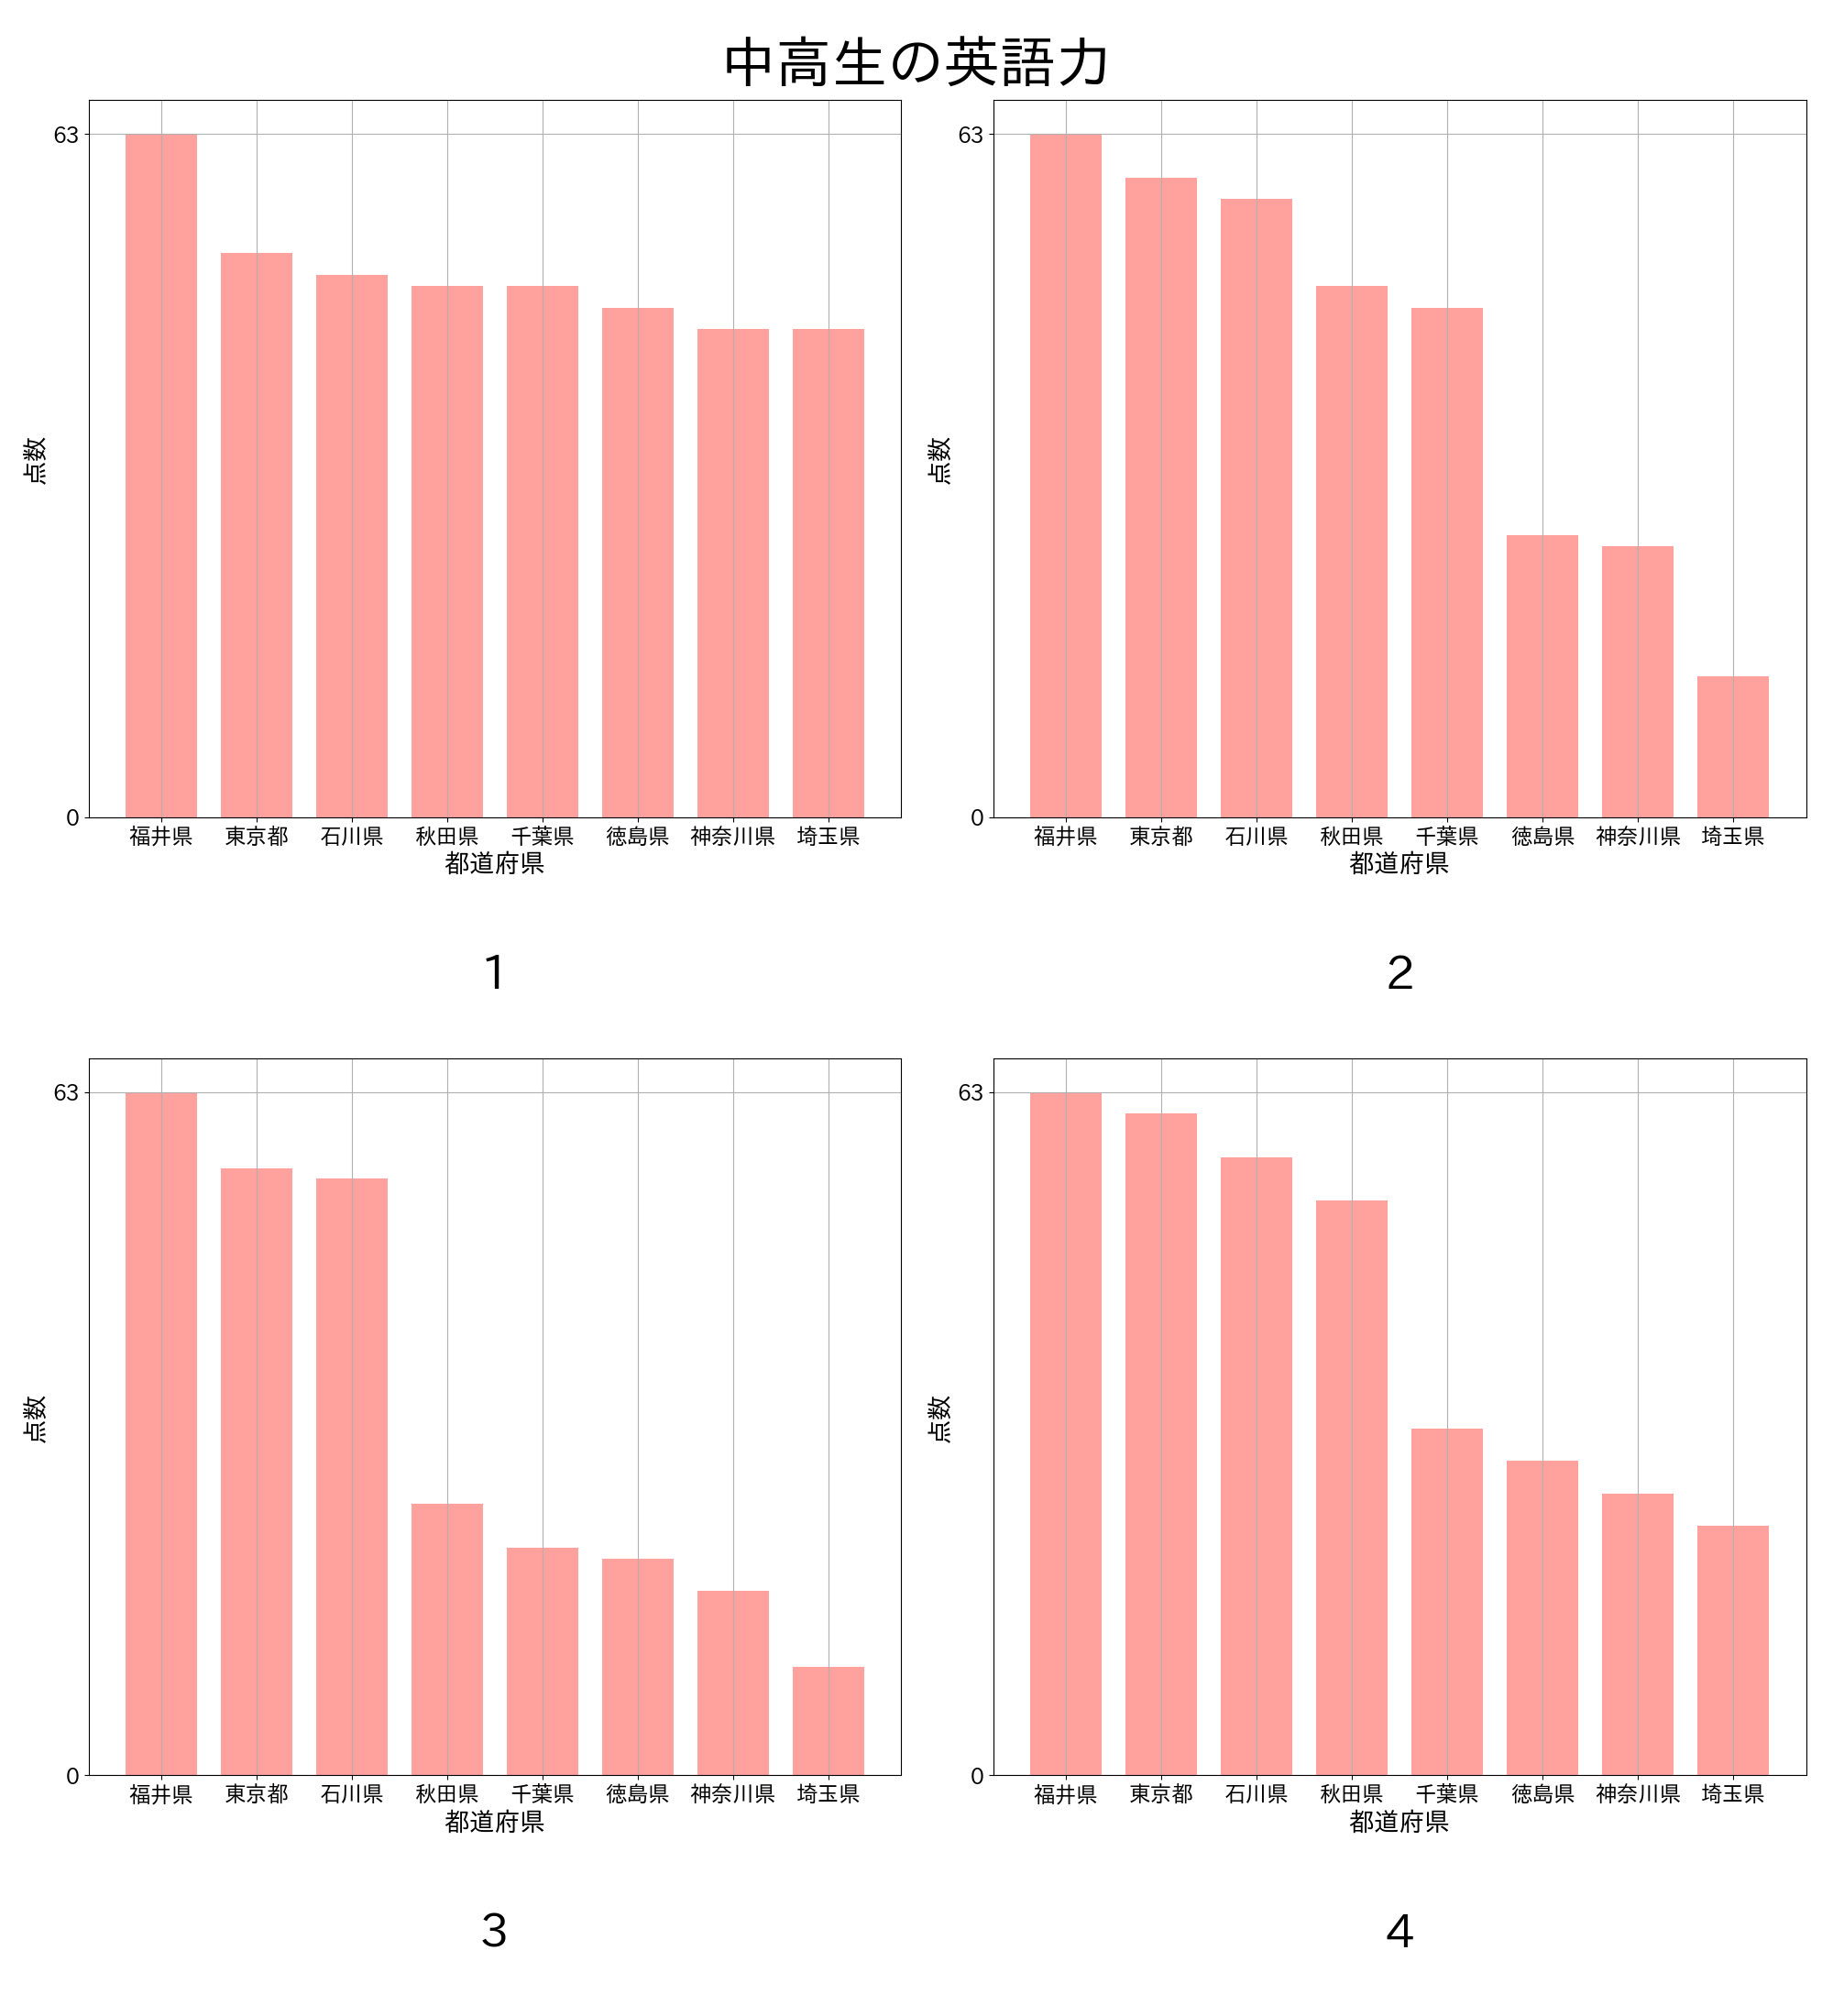 中高生の英語力
63
0
点数
福井県 東京都 石川県 秋田県 千葉県 徳島県 神奈川県 埼玉県
都道府県
1
63
0
点数
福井県 東京都 石川県 秋田県 千葉県 徳島県 神奈川県 埼玉県
都道府県
2
63
0
点数
福井県 東京都 石川県 秋田県 千葉県 徳島県 神奈川県 埼玉県
都道府県
3
63
0
点数
福井県 東京都 石川県 秋田県 千葉県 徳島県 神奈川県 埼玉県
都道府県
4